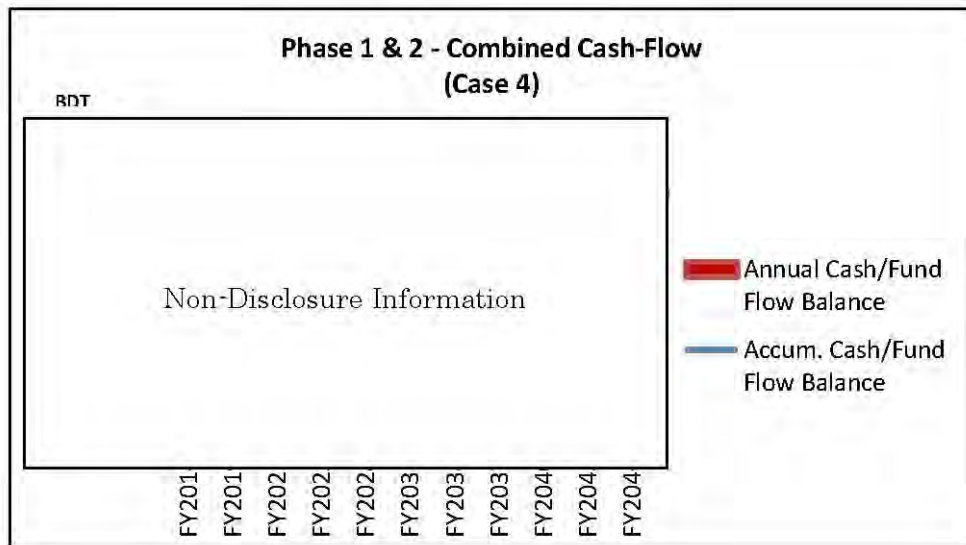 Phase 1 & 2 - Combined Cash-Flow
(Case 4)
BDT
Non-Disclosure Information
Annual Cash/Fund
Flow Balance
Accum. Cash/Fund
Flow Balance
FY201
FY201
FY202
FY202
FY202
FY203
FY203
FY203
FY204
FY204
FY204